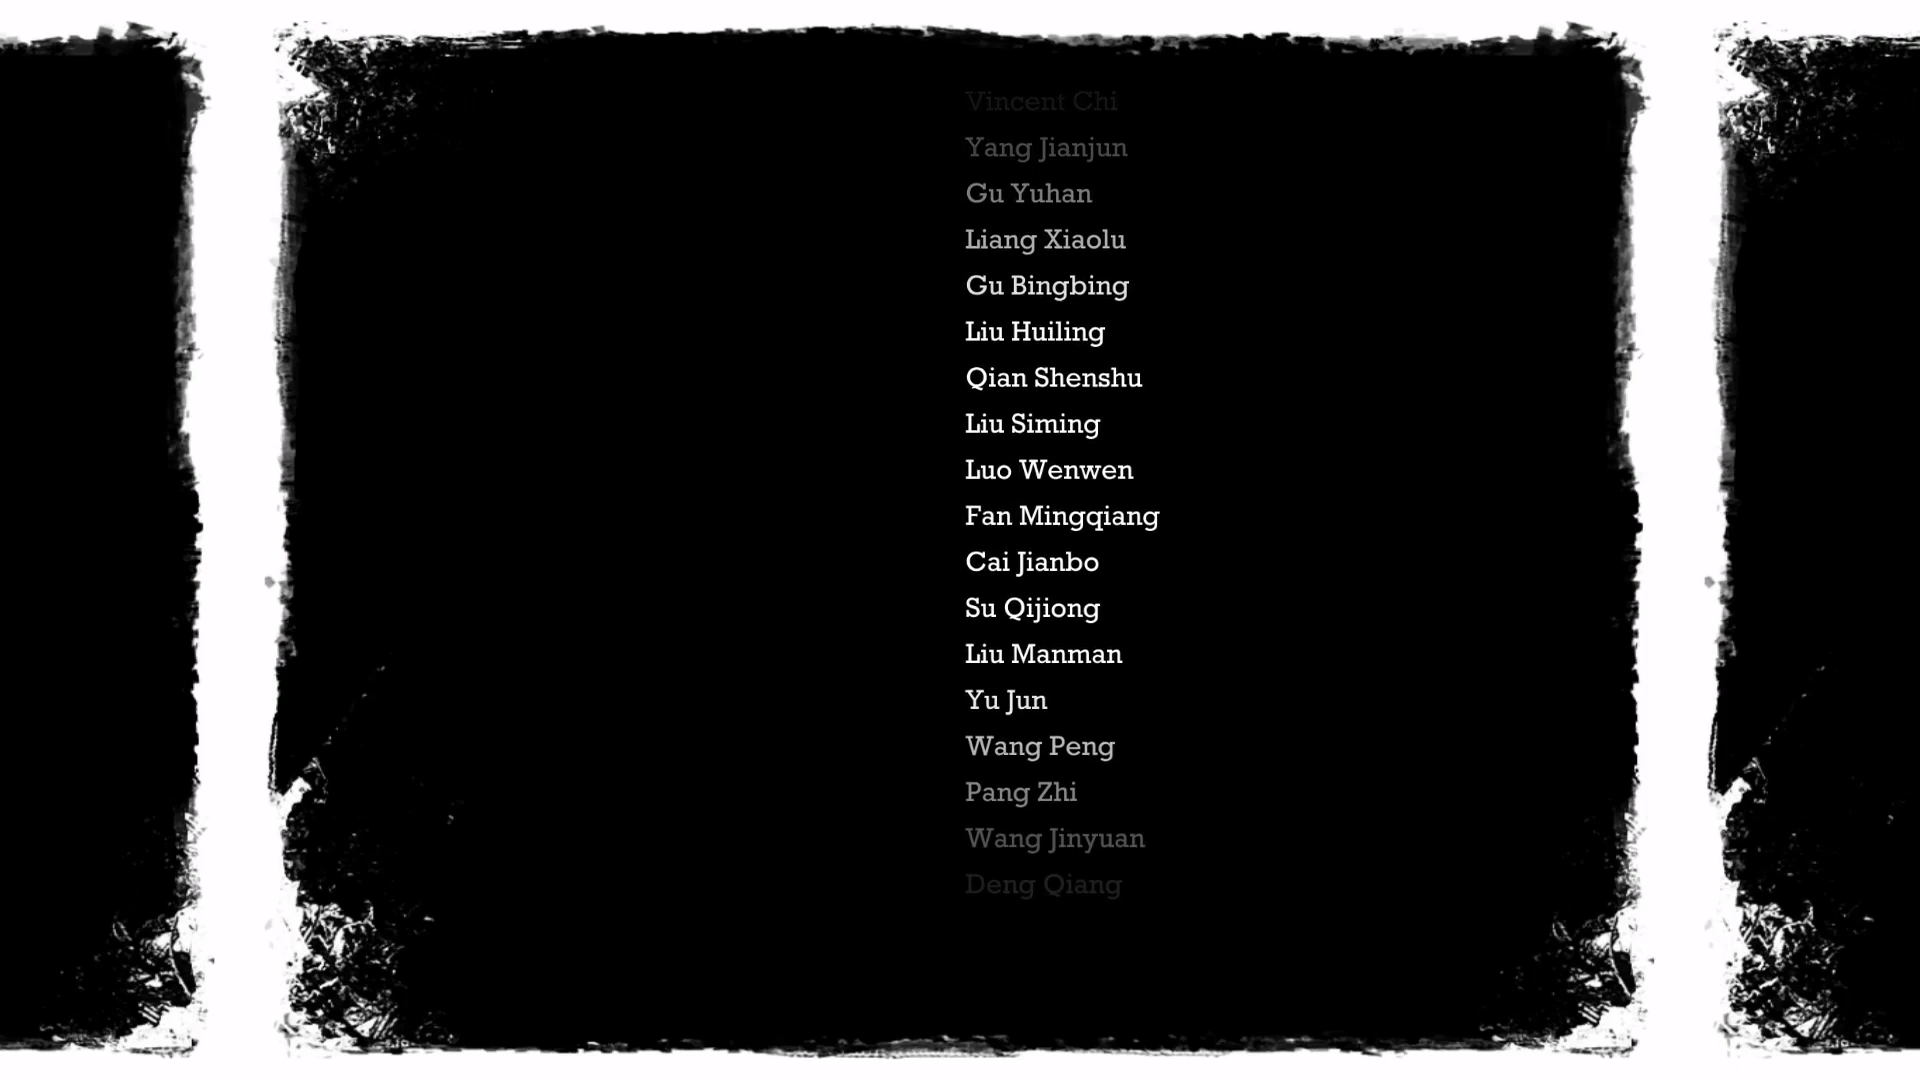 Vincent Chi
Yang Jianjun
Gu Yuhan
Liang Xiaolu
Gu Bingbing
Liu Huiling
Qian Shenshu
Liu Siming
Luo Wenwen
Fan Mingqiang
Cai Jianbo
Su Qijiong
Liu Manman
Yu Jun
Wang Peng
Pang Zhi
Wang Jinyuan
Deng Qiang